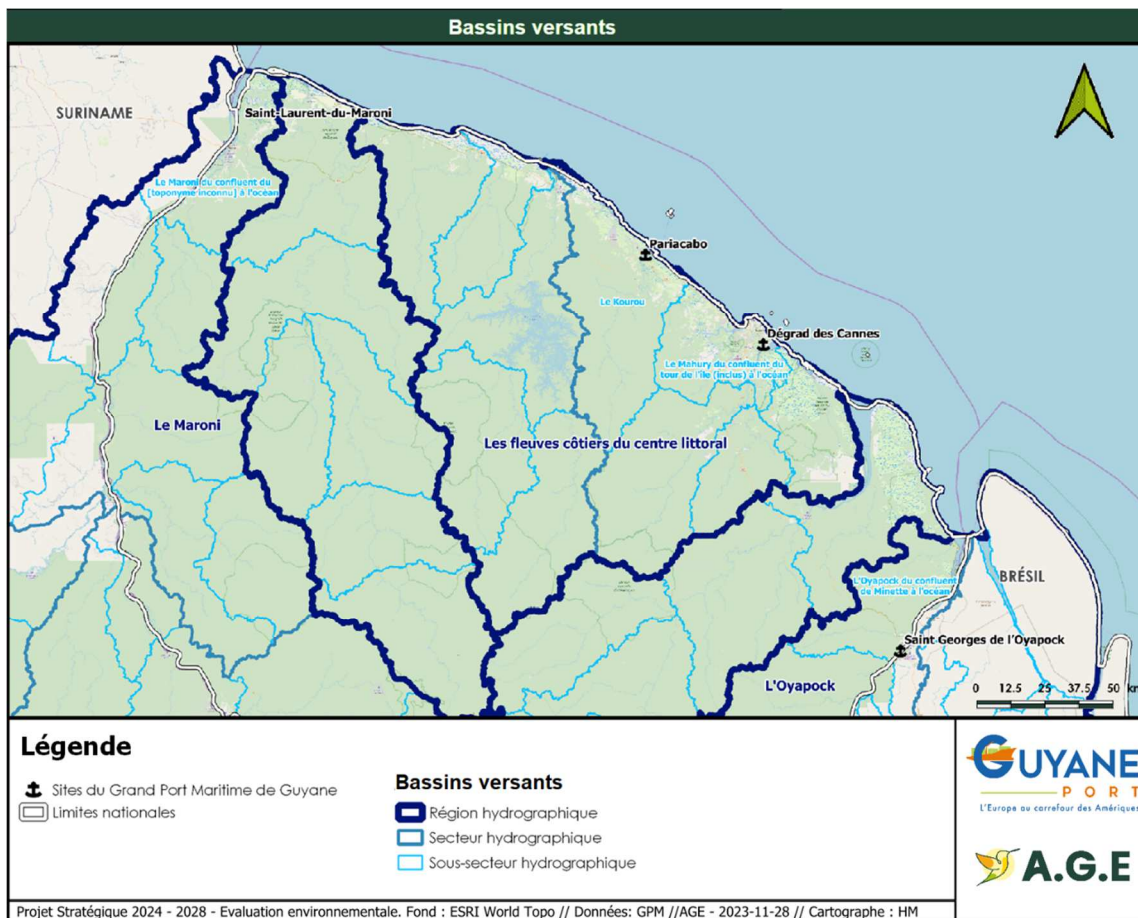 Bassins versants
SURINAME
Saint-Laurent-du-Maroni
Le Maroni du confluent du
[toponyme inconnu] à l'océan
Pariacabo
Le Kourou
Dégrad des Cannes
Le Mahury du confluent du
tour de l'île (inclus) à l'océan
Le Maroni
Les fleuves côtiers du centre littoral
L'Oyapock du confluent
de Minette à l'océan
BRÉSIL
Saint Georges de l'Oyapock
L'Oyapock
0 12.5 25 37.5 50 km
Légende
Sites du Grand Port Maritime de Guyane
Limites nationales
Bassins versants
Région hydrographique
Secteur hydrographique
Sous-secteur hydrographique
GUYANE
PORT
L'Europe au carrefour des Amériques
A.G.E
Projet Stratégique 2024 - 2028 - Evaluation environnementale. Fond : ESRI World Topo // Données: GPM //AGE - 2023-11-28 // Cartographe : HM